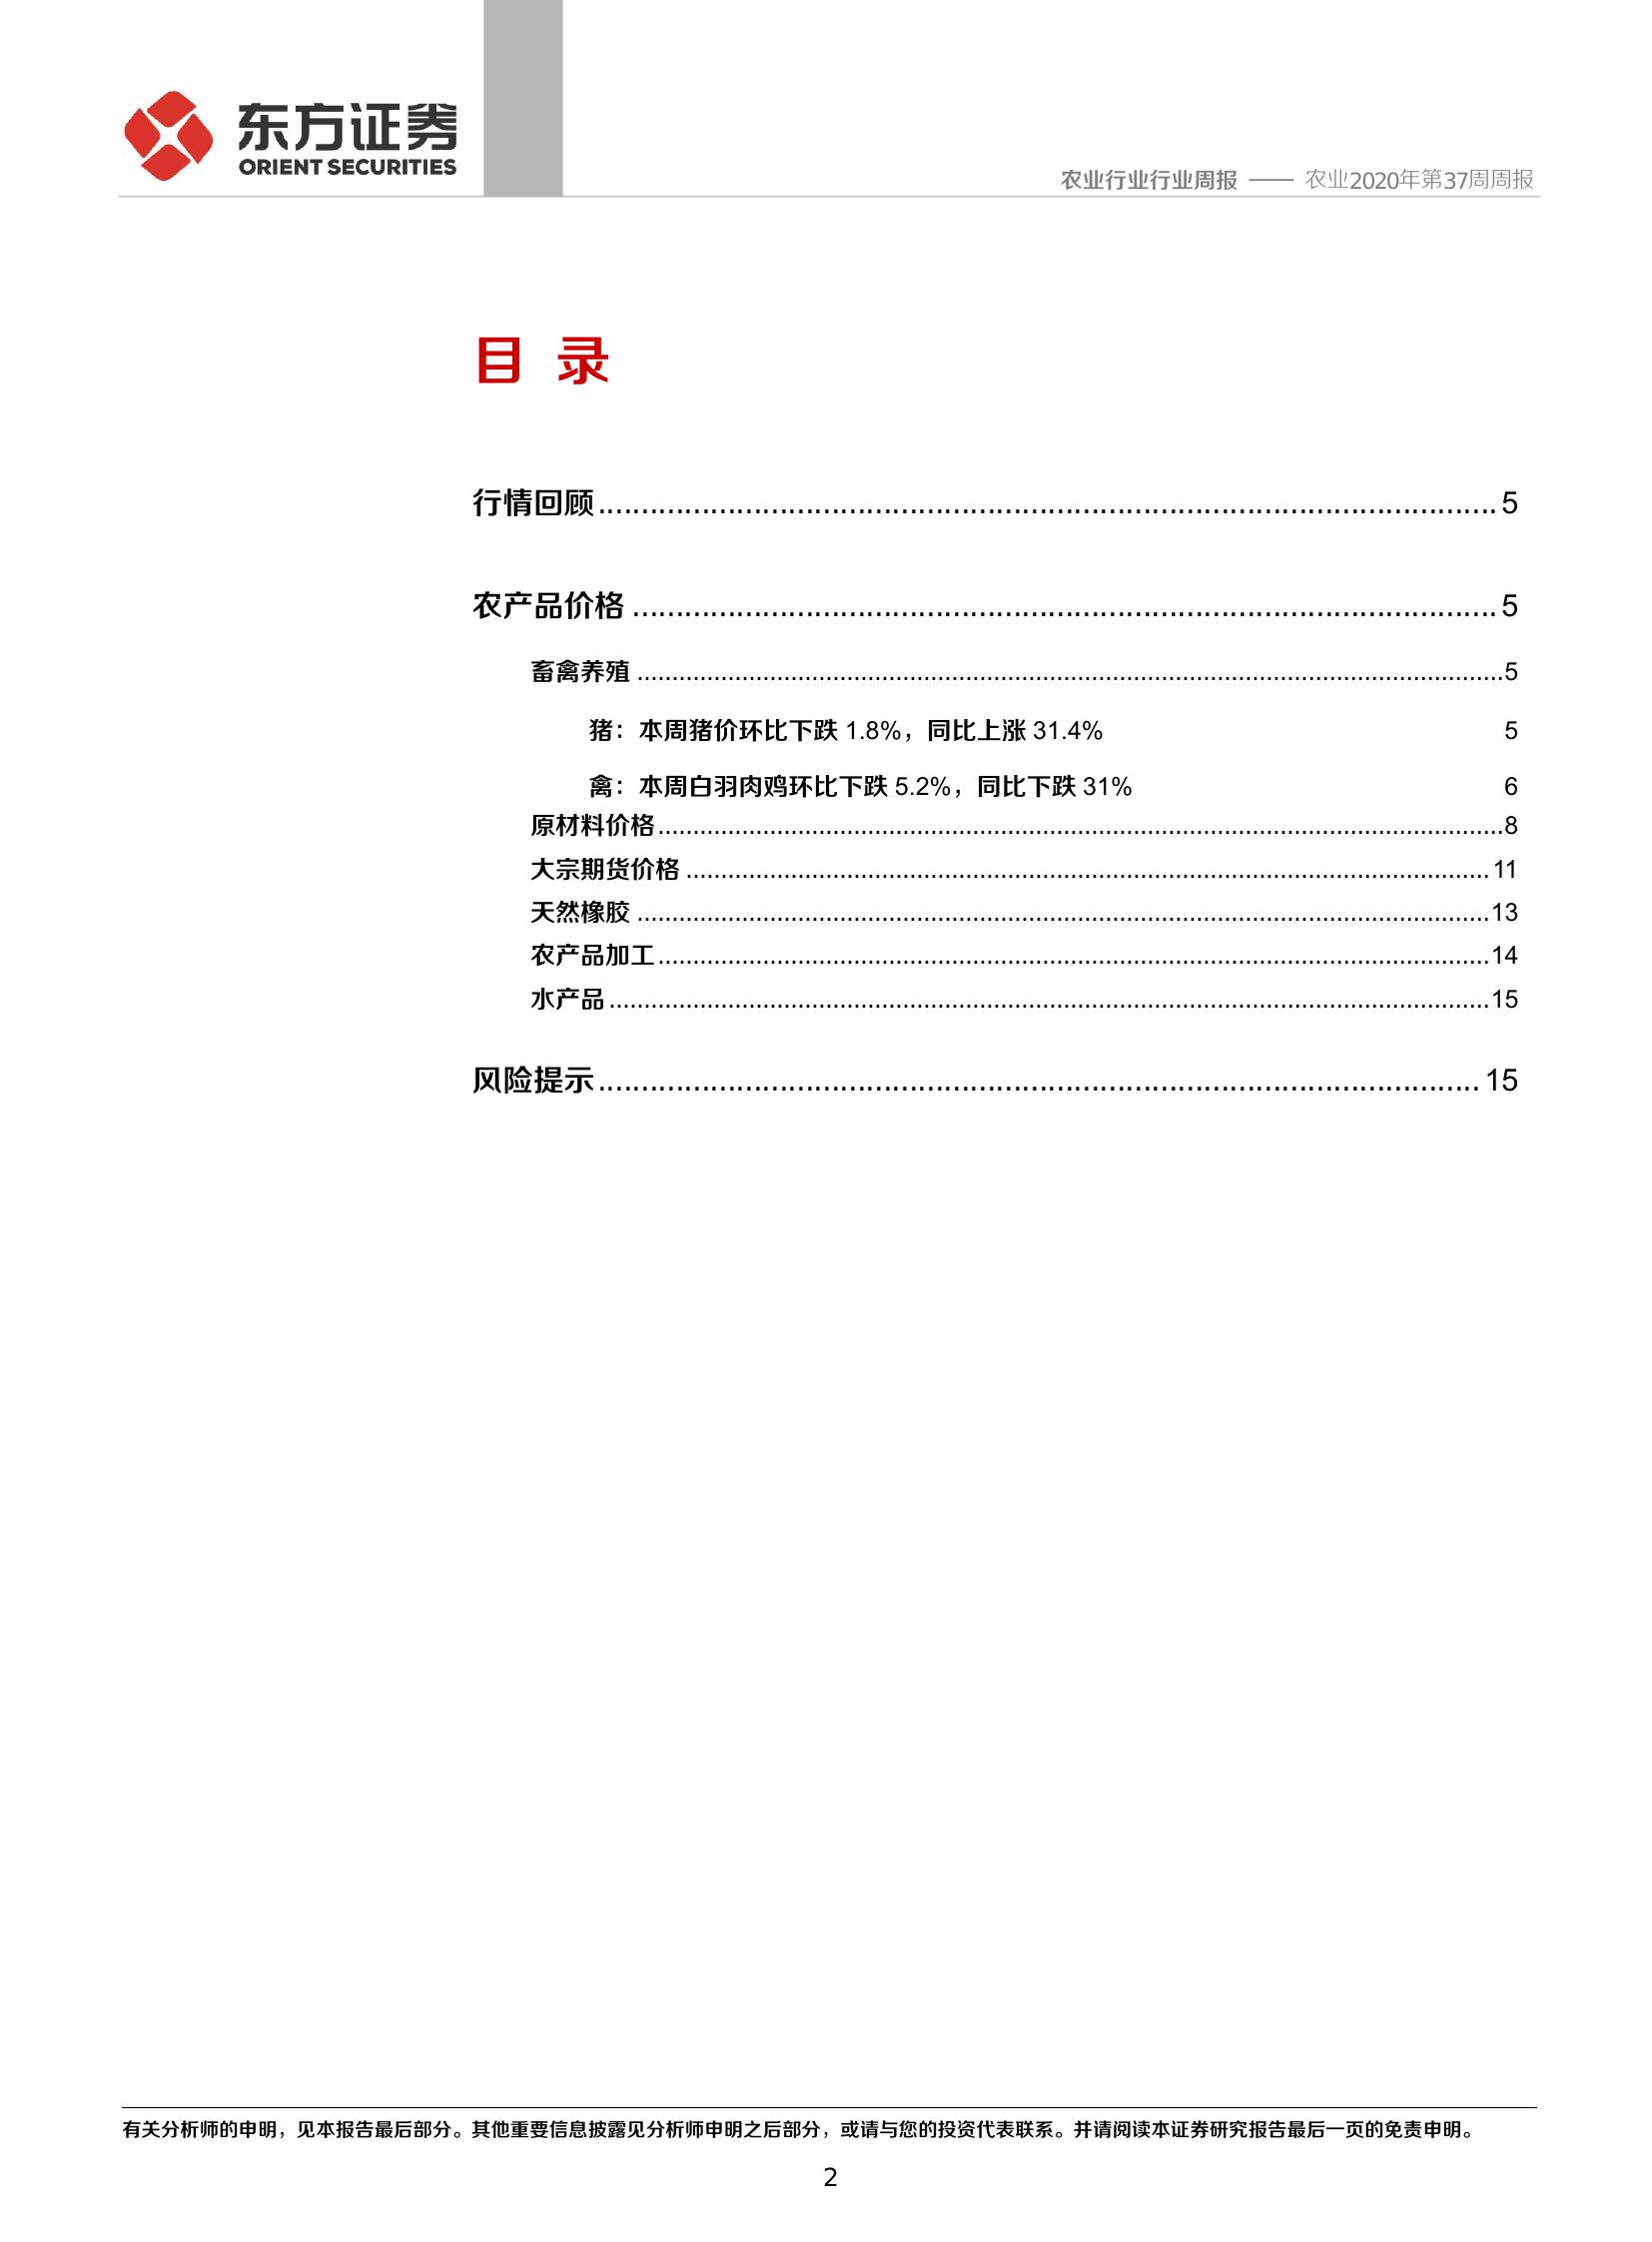 东方证券
ORIENT SECURITIES
农业行业行业周报 —— 农业2020年第37周周报
目 录
行情回顾 ........ 5
农产品价格 ........ 5
畜禽养殖 ........ 5
猪：本周猪价环比下跌 1.8%，同比上涨 31.4% 5
禽：本周白羽肉鸡环比下跌 5.2%，同比下跌 31% 6
原材料价格 ........ 8
大宗期货价格 ........ 11
天然橡胶 ........ 13
农产品加工 ........ 14
水产品 ........ 15
风险提示 ........ 15
有关分析师的申明，见本报告最后部分。其他重要信息披露见分析师申明之后部分，或请与您的投资代表联系。并请阅读本证券研究报告最后一页的免责申明。
2